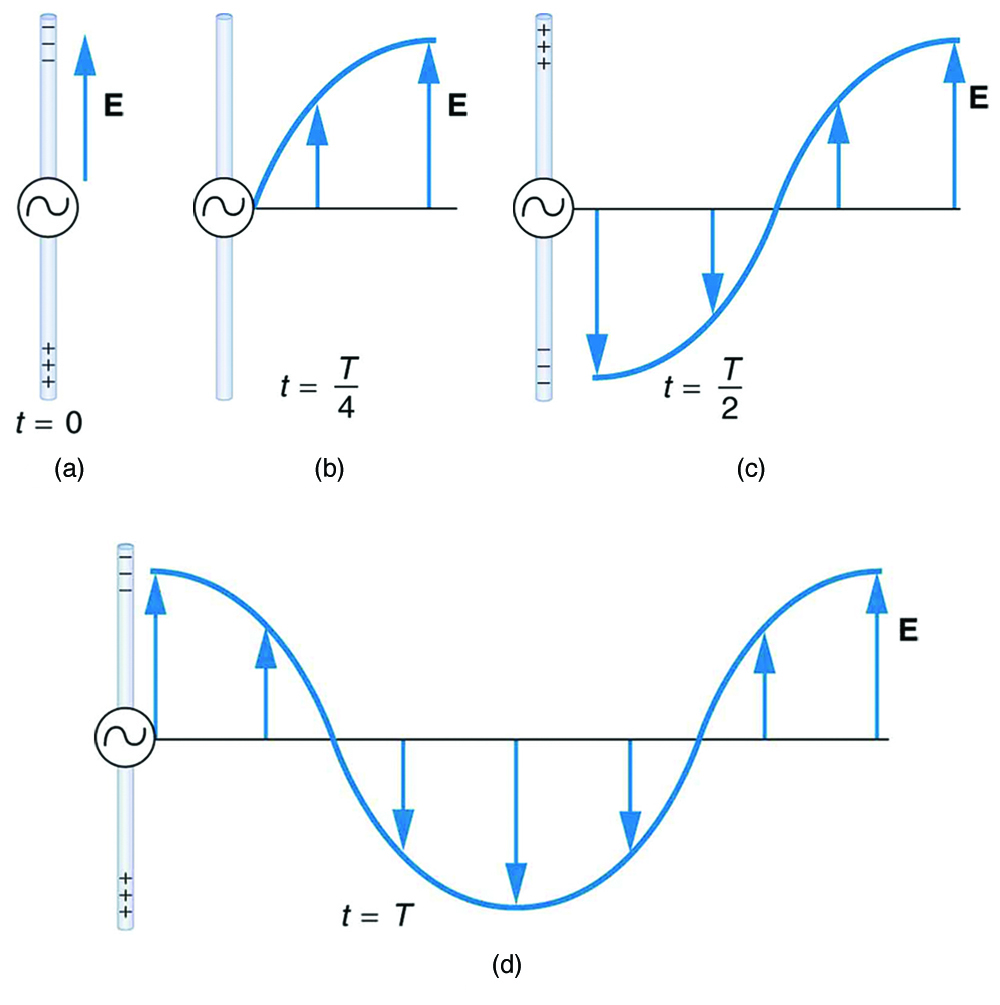 − − −
E
+ + +
t = 0
(a)
E
t = T/4
(b)
+ + +
E
− − −
t = T/2
(c)
− − −
E
+ + +
t = T
(d)